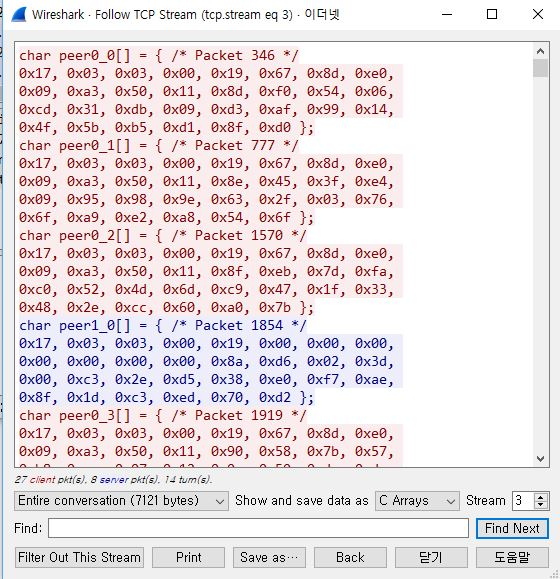 Wireshark · Follow TCP Stream (tcp.stream eq 3) · 이더넷
char peer0_0[] = { /* Packet 346 */
0x17, 0x03, 0x03, 0x00, 0x19, 0x67, 0x8d, 0xe0,
0x09, 0xa3, 0x50, 0x11, 0x8d, 0xf0, 0x54, 0x06,
0xcd, 0x31, 0xdb, 0x09, 0xd3, 0xaf, 0x99, 0x14,
0x4f, 0x5b, 0xb5, 0xd1, 0x8f, 0xd0 };
char peer0_1[] = { /* Packet 777 */
0x17, 0x03, 0x03, 0x00, 0x19, 0x67, 0x8d, 0xe0,
0x09, 0xa3, 0x50, 0x11, 0x8e, 0x45, 0x3f, 0xe4,
0x09, 0x95, 0x98, 0x9e, 0x63, 0x2f, 0x03, 0x76,
0x6f, 0xa9, 0xe2, 0xa8, 0x54, 0x6f };
char peer0_2[] = { /* Packet 1570 */
0x17, 0x03, 0x03, 0x00, 0x19, 0x67, 0x8d, 0xe0,
0x09, 0xa3, 0x50, 0x11, 0x8f, 0xeb, 0x7d, 0xfa,
0xc0, 0x52, 0x4d, 0x6d, 0xc9, 0x47, 0x1f, 0x33,
0x48, 0x2e, 0xcc, 0x60, 0xa0, 0x7b };
char peer1_0[] = { /* Packet 1854 */
0x17, 0x03, 0x03, 0x00, 0x19, 0x00, 0x00, 0x00,
0x00, 0x00, 0x00, 0x00, 0x8a, 0xd6, 0x02, 0x3d,
0x00, 0xc3, 0x2e, 0xd5, 0x38, 0xe0, 0xf7, 0xae,
0x8f, 0x1d, 0xc3, 0xed, 0x70, 0xd2 };
char peer0_3[] = { /* Packet 1919 */
0x17, 0x03, 0x03, 0x00, 0x19, 0x67, 0x8d, 0xe0,
0x09, 0xa3, 0x50, 0x11, 0x90, 0x58, 0x7b, 0x57,
27 client pkt(s), 8 server pkt(s), 14 turn(s).
Entire conversation (7121 bytes) Show and save data as C Arrays Stream 3
Find: Find Next
Filter Out This Stream Print Save as… Back 닫기 도움말